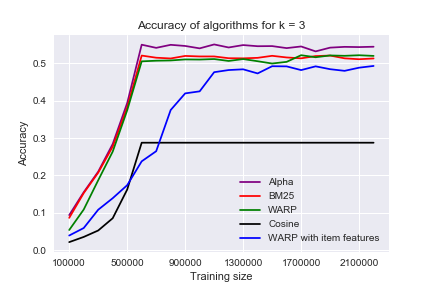 Accuracy of algorithms for k = 3
Accuracy
0.5
0.4
0.3
0.2
0.1
0.0
Alpha
BM25
WARP
Cosine
WARP with item features
100000 500000 900000 1300000 1700000 2100000
Training size